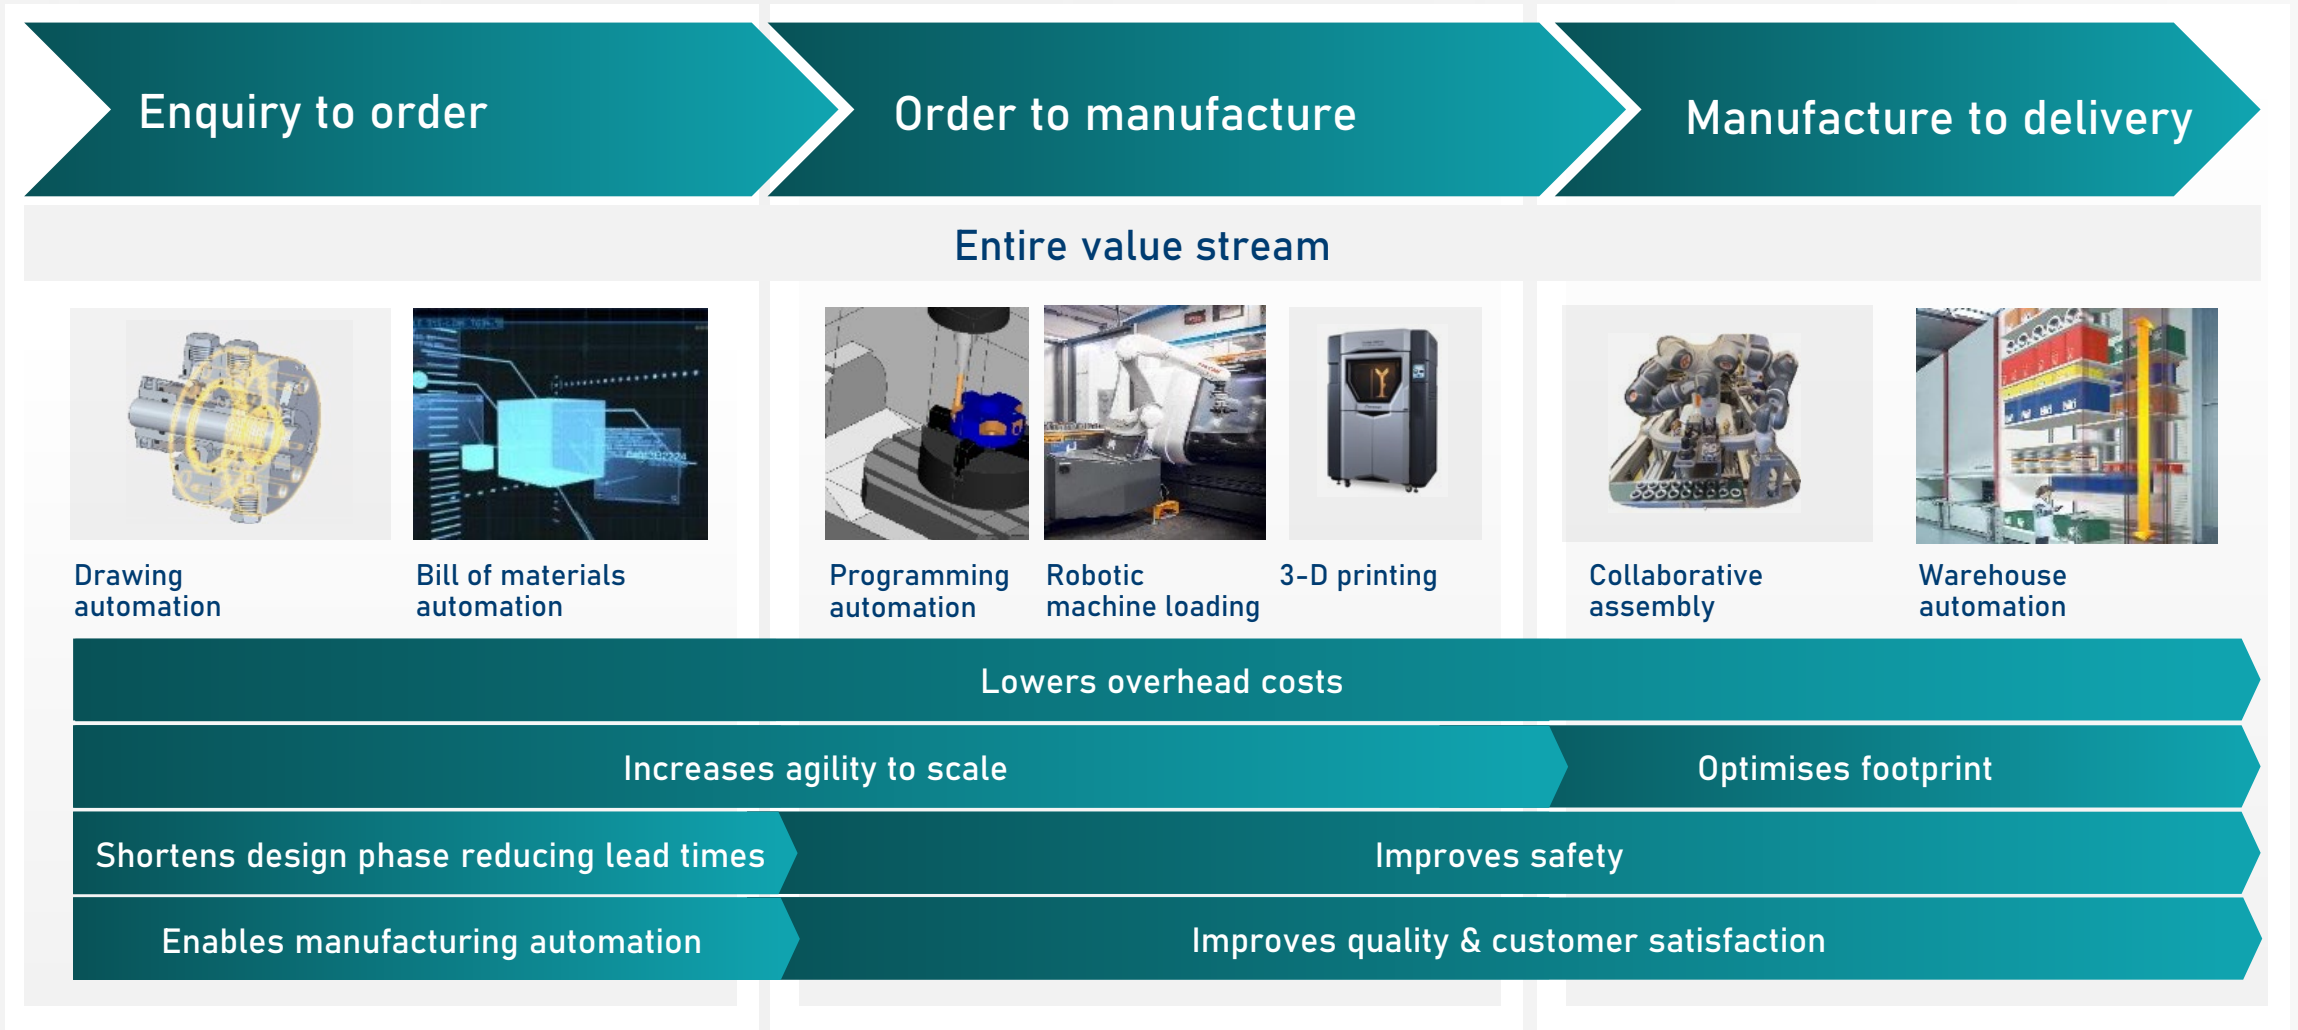 Enquiry to order
Order to manufacture
Manufacture to delivery
Entire value stream
Drawing
automation
Bill of materials
automation
Programming
automation
Robotic
machine loading
3-D printing
Collaborative
assembly
Warehouse
automation
Lowers overhead costs
Increases agility to scale
Optimises footprint
Shortens design phase reducing lead times
Improves safety
Enables manufacturing automation
Improves quality & customer satisfaction